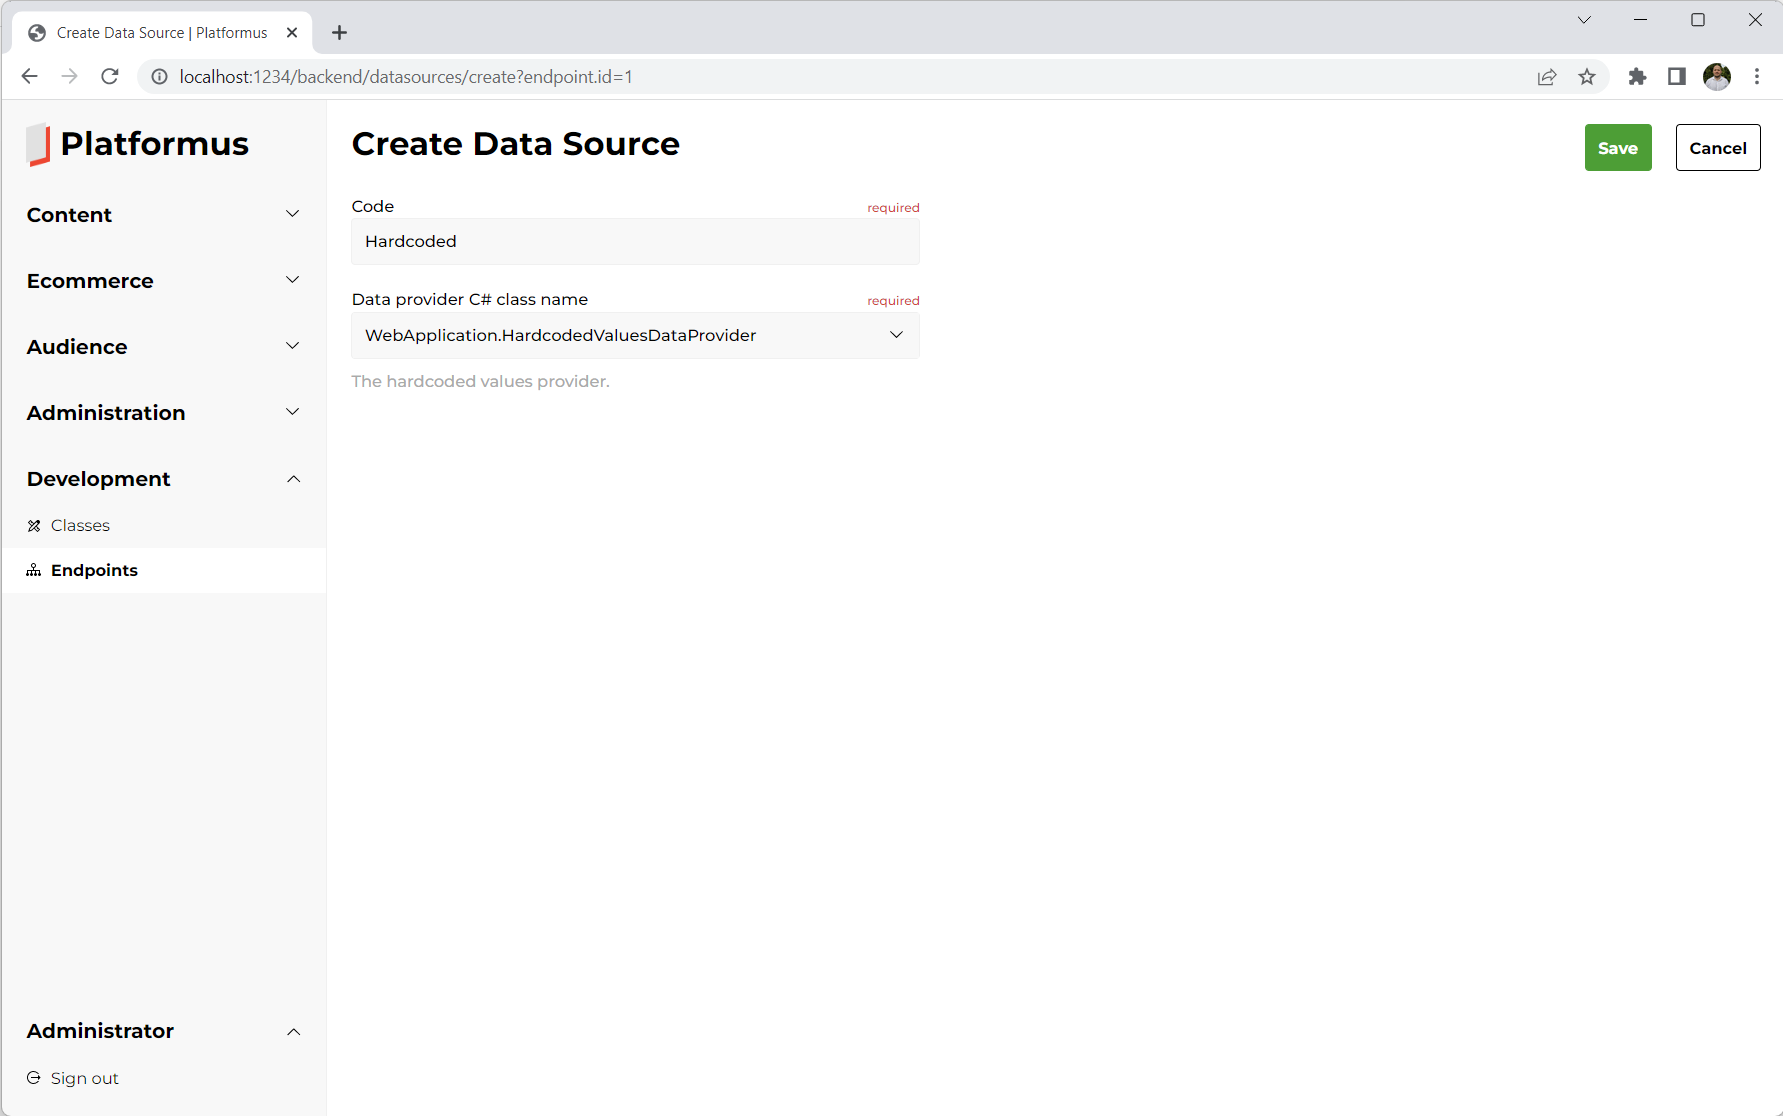 Create Data Source | Platformus
localhost:1234/backend/datasources/create?endpoint.id=1
Platformus
Content
Ecommerce
Audience
Administration
Development
Classes
Endpoints
Administrator
Sign out
Create Data Source
Save
Cancel
Code required
Hardcoded
Data provider C# class name required
WebApplication.HardcodedValuesDataProvider
The hardcoded values provider.